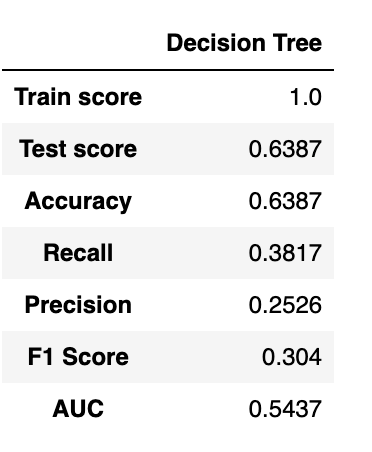 Decision Tree
Train score 1.0
Test score 0.6387
Accuracy 0.6387
Recall 0.3817
Precision 0.2526
F1 Score 0.304
AUC 0.5437